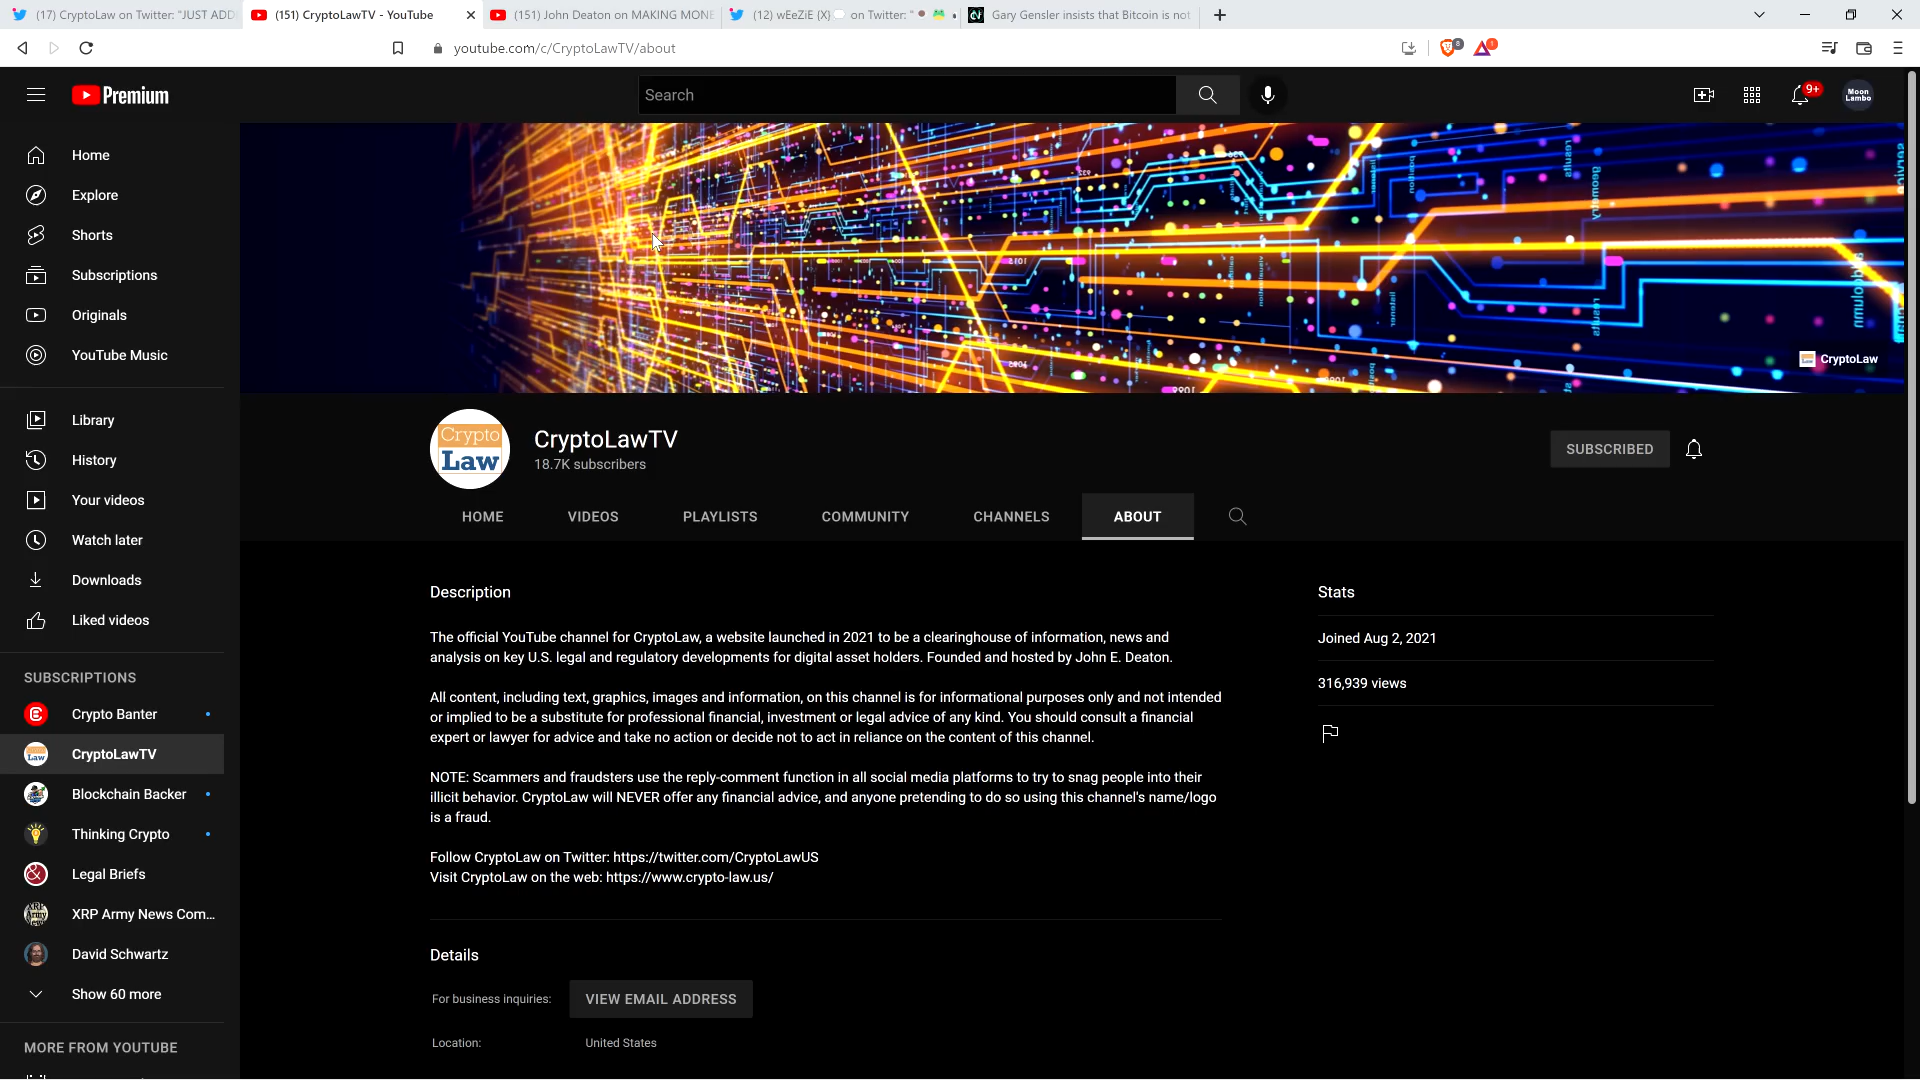 (17) CryptoLaw on Twitter: "JUST ADD
(151) CryptoLawTV - YouTube
(151) John Deaton on MAKING MONE
(12) wEeZiE {X} on Twitter: "
Gary Gensler insists that Bitcoin is not
youtube.com/c/CryptoLawTV/about
8
1
Premium
Search
9+
Moon
Lambo
Home
Explore
Shorts
Subscriptions
Originals
YouTube Music
Library
History
Your videos
Watch later
Downloads
Liked videos
SUBSCRIPTIONS
Crypto Banter
CryptoLawTV
Blockchain Backer
Thinking Crypto
Legal Briefs
XRP Army News Com...
David Schwartz
Show 60 more
MORE FROM YOUTUBE
CryptoLaw
Crypto
Law
CryptoLawTV
18.7K subscribers
SUBSCRIBED
HOME
VIDEOS
PLAYLISTS
COMMUNITY
CHANNELS
ABOUT
Description
The official YouTube channel for CryptoLaw, a website launched in 2021 to be a clearinghouse of information, news and
analysis on key U.S. legal and regulatory developments for digital asset holders. Founded and hosted by John E. Deaton.
All content, including text, graphics, images and information, on this channel is for informational purposes only and not intended
or implied to be a substitute for professional financial, investment or legal advice of any kind. You should consult a financial
expert or lawyer for advice and take no action or decide not to act in reliance on the content of this channel.
NOTE: Scammers and fraudsters use the reply-comment function in all social media platforms to try to snag people into their
illicit behavior. CryptoLaw will NEVER offer any financial advice, and anyone pretending to do so using this channel's name/logo
is a fraud.
Follow CryptoLaw on Twitter: https://twitter.com/CryptoLawUS
Visit CryptoLaw on the web: https://www.crypto-law.us/
Details
For business inquiries:
VIEW EMAIL ADDRESS
Location:
United States
Stats
Joined Aug 2, 2021
316,939 views